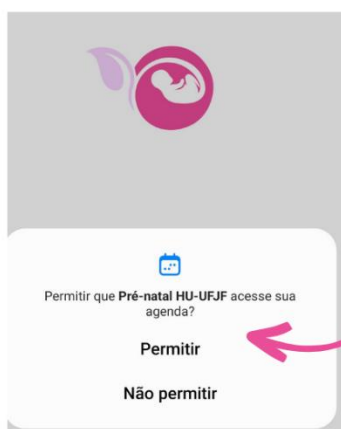 Permitir que Pré-natal HU-UFJF acesse sua
agenda?
Permitir
Não permitir